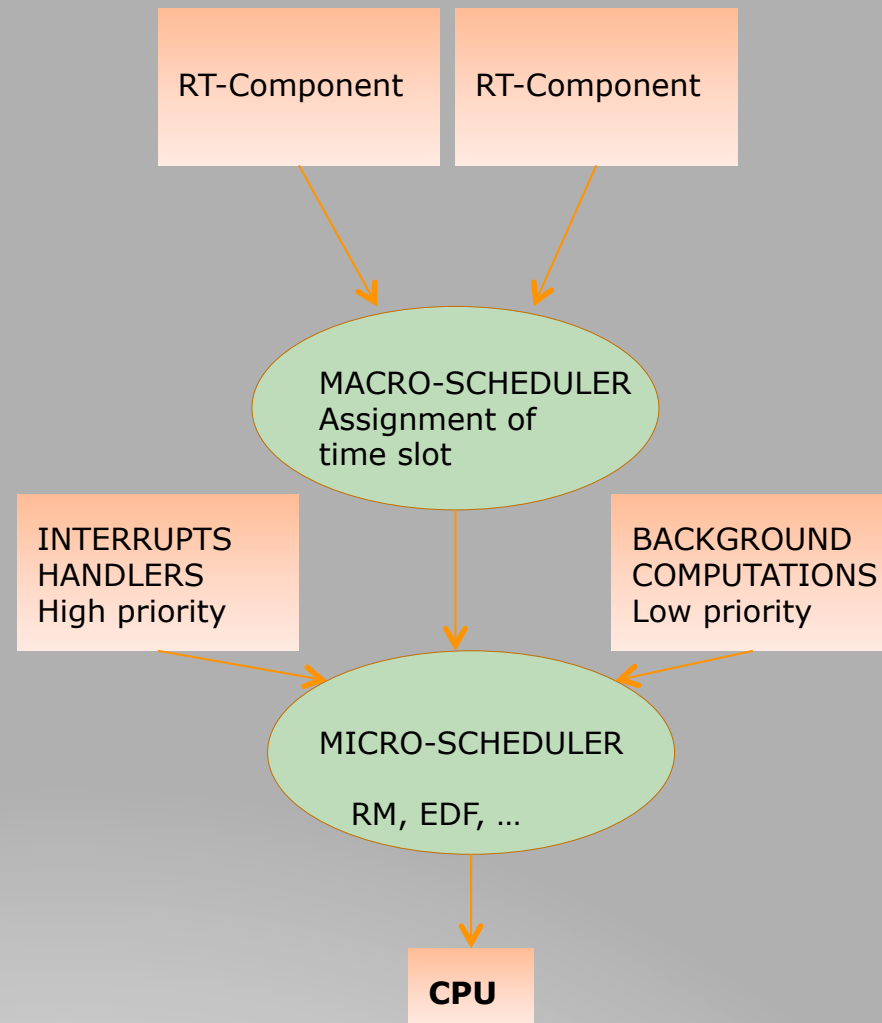 RT-Component
RT-Component
MACRO-SCHEDULER
Assignment of
time slot
INTERRUPTS
HANDLERS
High priority
BACKGROUND
COMPUTATIONS
Low priority
MICRO-SCHEDULER
RM, EDF, …
CPU